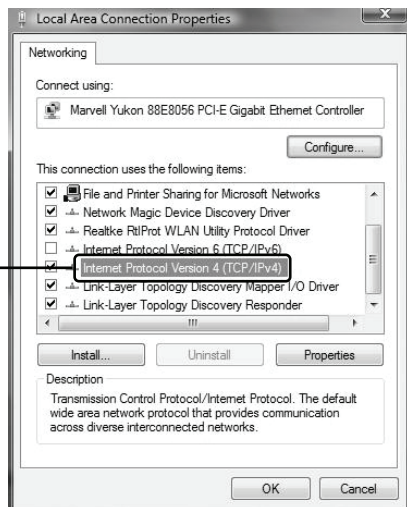 Local Area Connection Properties
Networking
Connect using:
Marvell Yukon 88E8056 PCI-E Gigabit Ethernet Controller
Configure...
This connection uses the following items:
File and Printer Sharing for Microsoft Networks
Network Magic Device Discovery Driver
Realtke RtlProt WLAN Utility Protocol Driver
Internet Protocol Version 6 (TCP/IPv6)
Internet Protocol Version 4 (TCP/IPv4)
Link-Layer Topology Discovery Mapper I/O Driver
Link-Layer Topology Discovery Responder
Install...
Uninstall
Properties
Description
Transmission Control Protocol/Internet Protocol. The default
wide area network protocol that provides communication
across diverse interconnected networks.
OK
Cancel